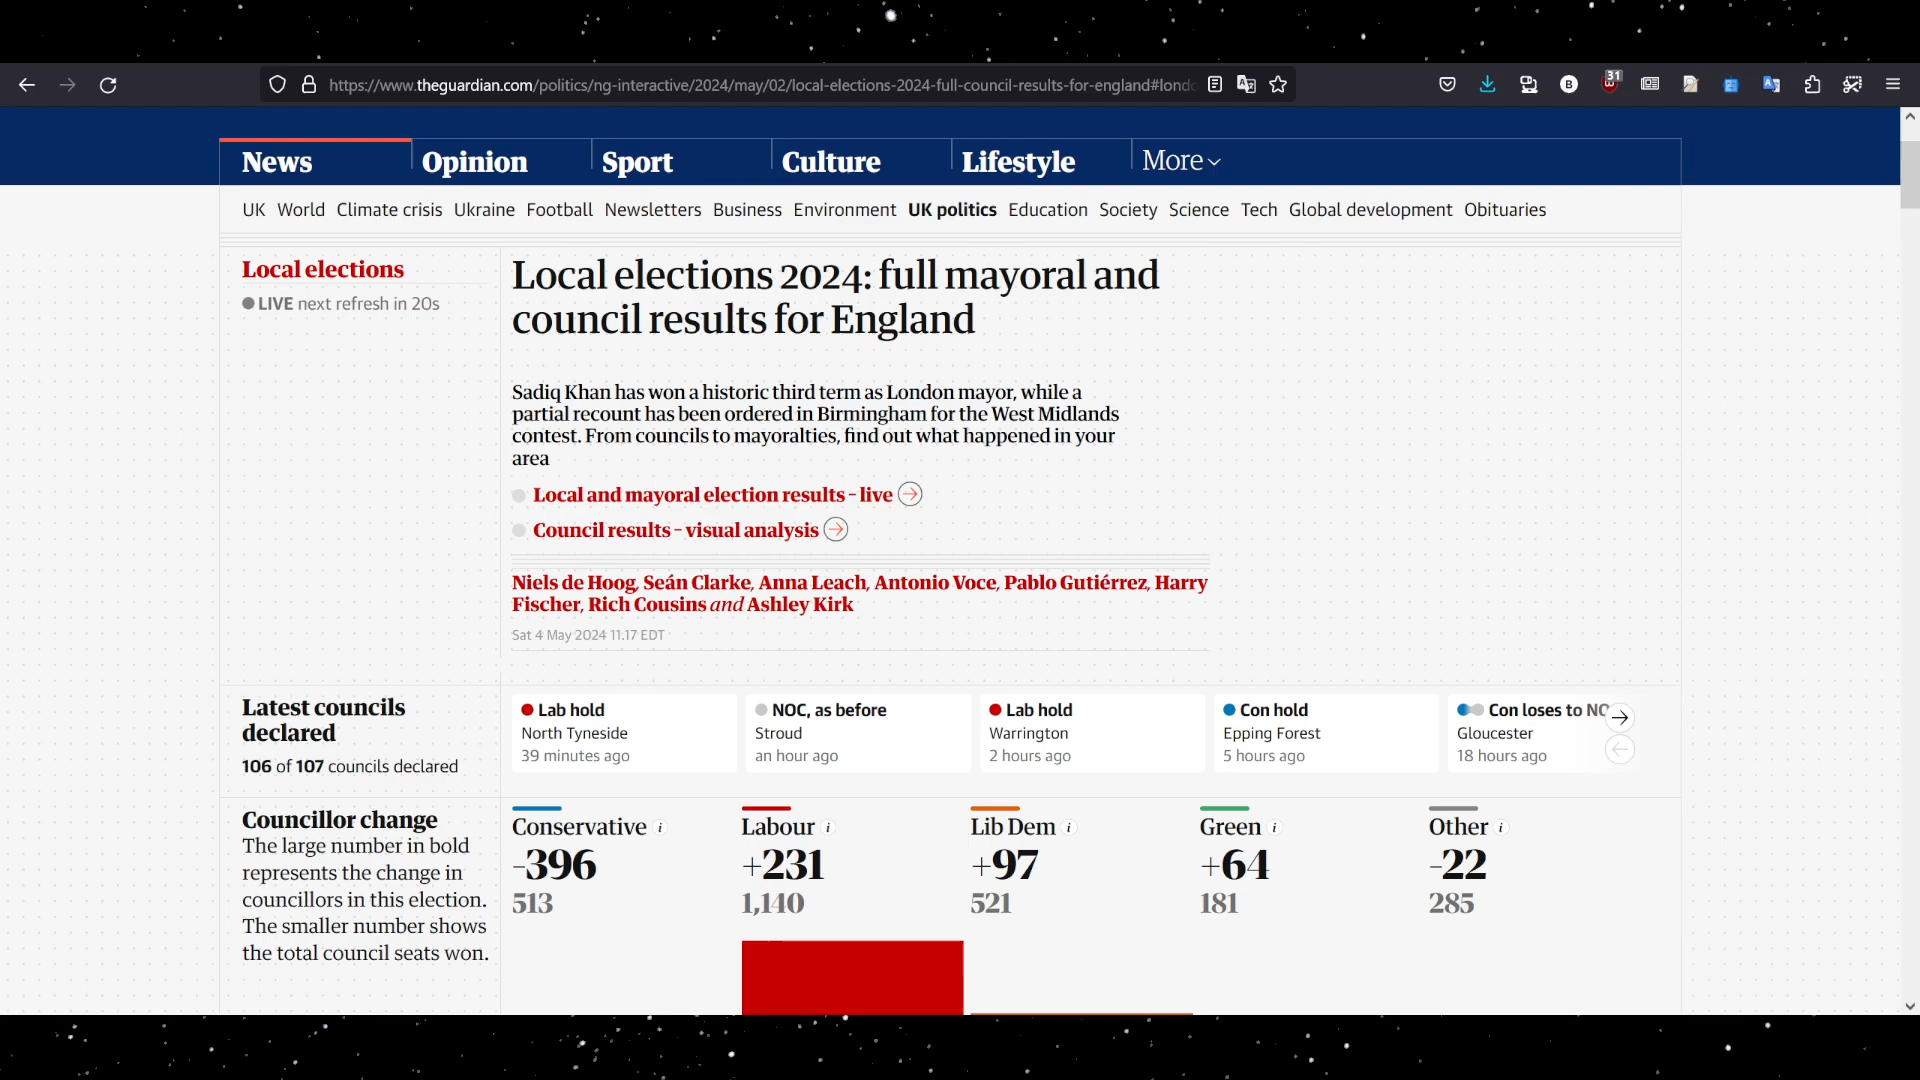 https://www.theguardian.com/politics/ng-interactive/2024/may/02/local-elections-2024-full-council-results-for-england#londo
31
News Opinion Sport Culture Lifestyle More
UK World Climate crisis Ukraine Football Newsletters Business Environment UK politics Education Society Science Tech Global development Obituaries
Local elections
LIVE next refresh in 20s
Local elections 2024: full mayoral and
council results for England
Sadiq Khan has won a historic third term as London mayor, while a
partial recount has been ordered in Birmingham for the West Midlands
contest. From councils to mayoralties, find out what happened in your
area
Local and mayoral election results – live
Council results – visual analysis
Niels de Hoog, Seán Clarke, Anna Leach, Antonio Voce, Pablo Gutiérrez, Harry
Fischer, Rich Cousins and Ashley Kirk
Sat 4 May 2024 11.17 EDT
Latest councils
declared
106 of 107 councils declared
Lab hold
North Tyneside
39 minutes ago
NOC, as before
Stroud
an hour ago
Lab hold
Warrington
2 hours ago
Con hold
Epping Forest
5 hours ago
Con loses to NO
Gloucester
18 hours ago
Councillor change
The large number in bold
represents the change in
councillors in this election.
The smaller number shows
the total council seats won.
Conservative i
-396
513
Labour i
+231
1,140
Lib Dem i
+97
521
Green i
+64
181
Other i
-22
285